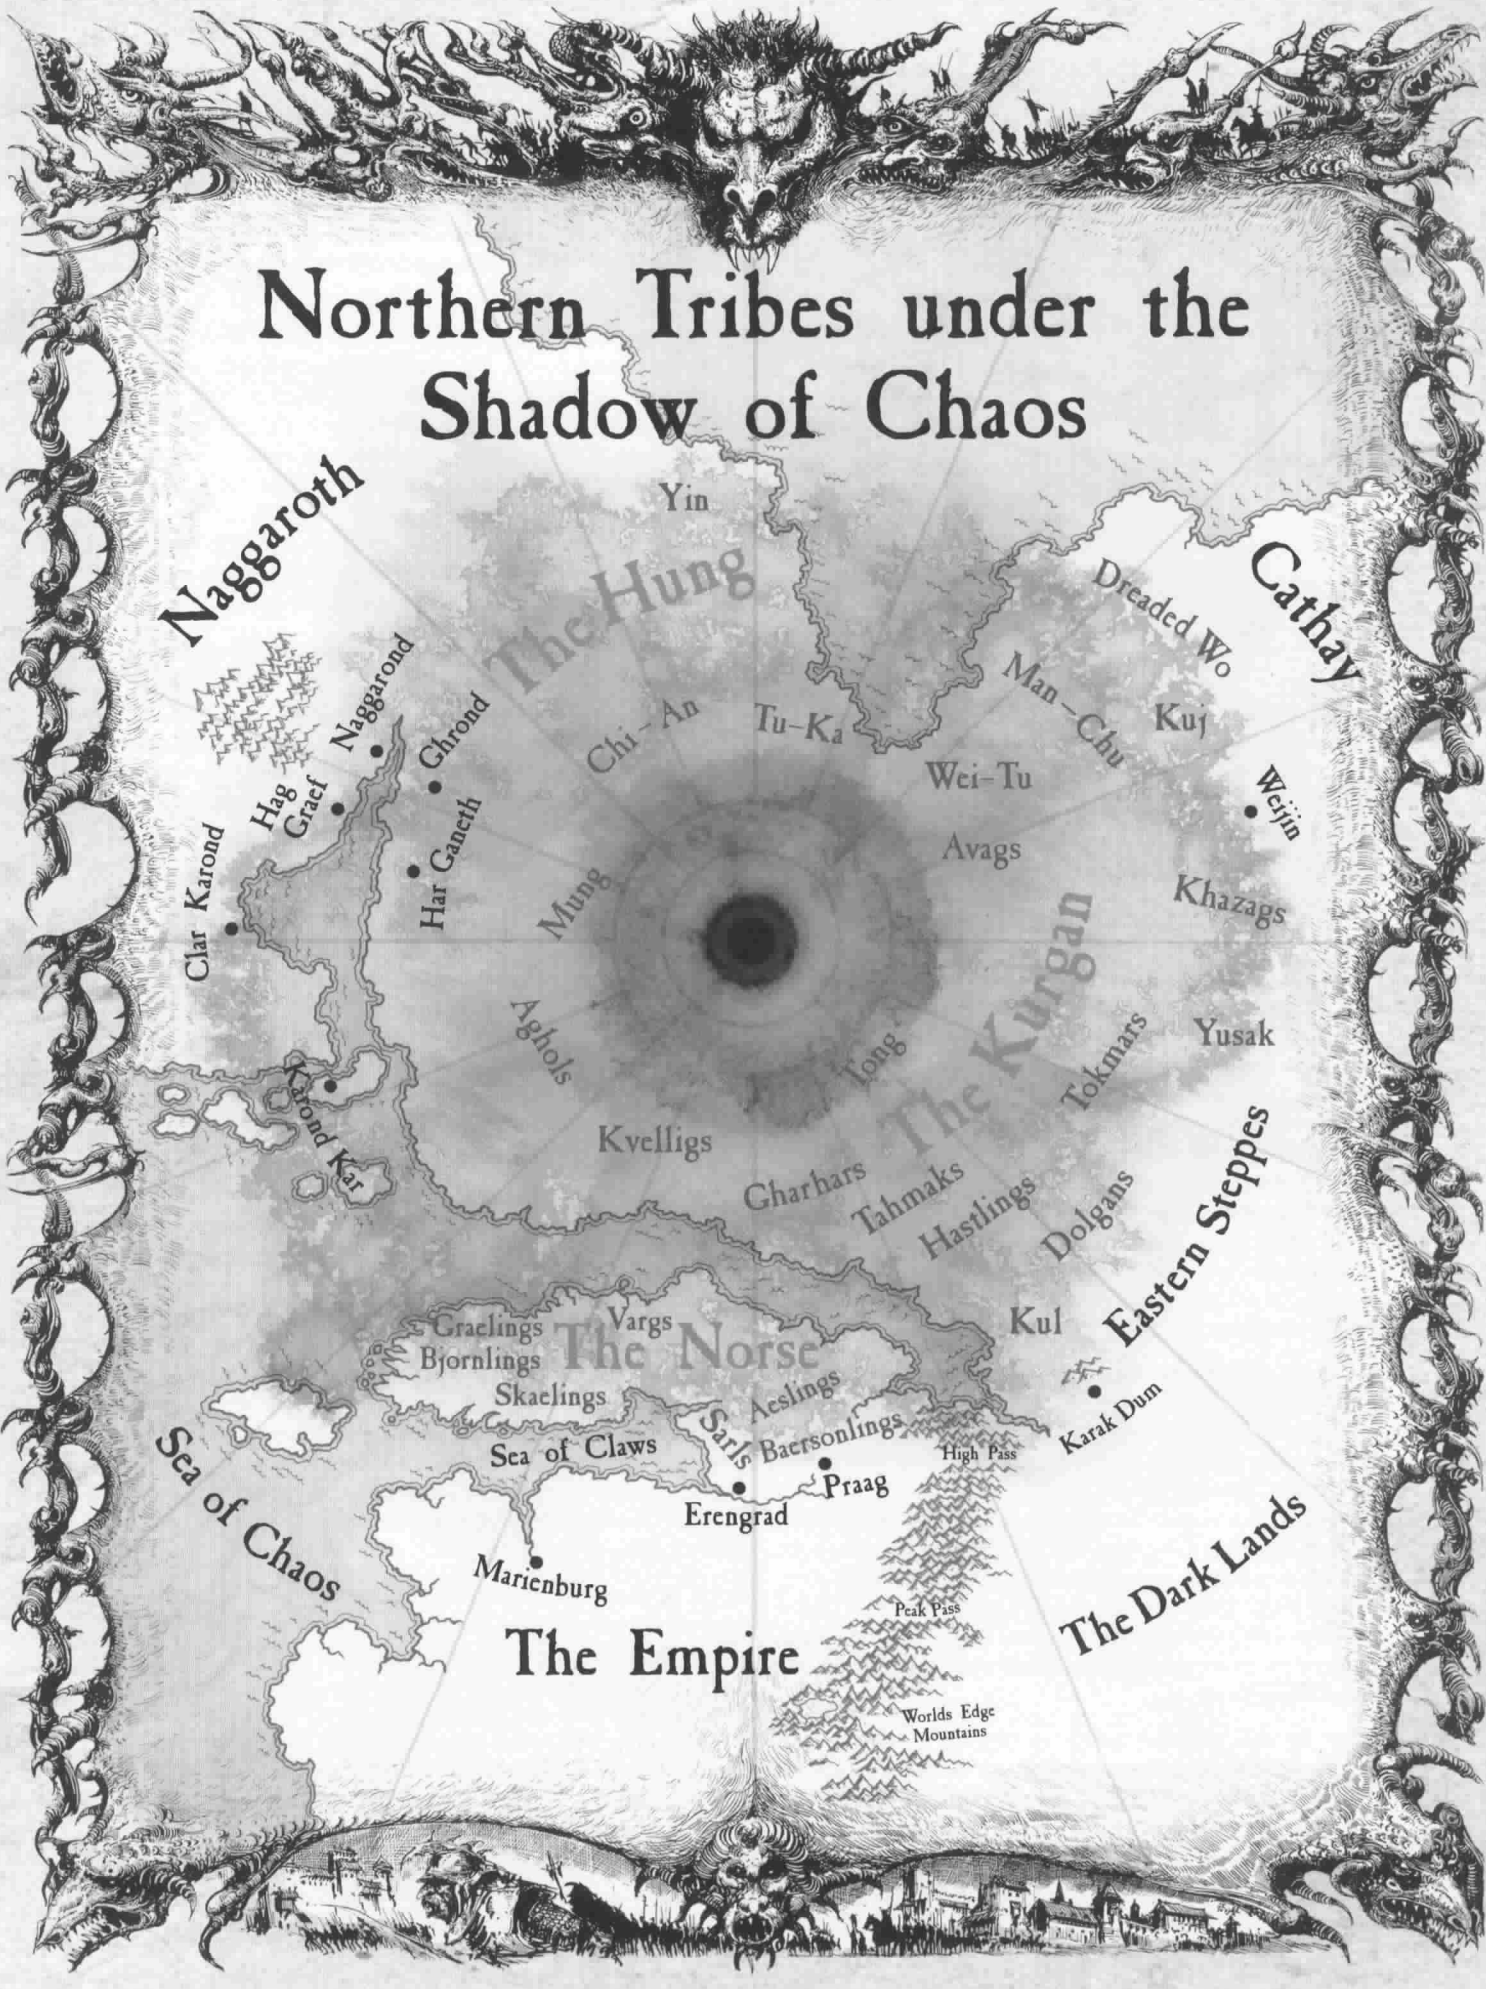 Northern Tribes under the
Shadow of Chaos
Naggaroth
Yin
The Hung
Dreaded Wo
Cathay
Naggarond
Ghrond
Chi-An
Tu-Ka
Man-Chu
Kuj
Wei-Tu
Hag
Graef
Weijin
Clar Karond
Har Ganeth
Mung
Avags
Khazags
The Kurgan
Aghols
Tong
Tokmars
Yusak
Karond Kar
Kvelligs
Gharhars
Tahmaks
Hastlings
Dolgans
Eastern Steppes
Graelings
Vargs
The Norse
Kul
Bjornlings
Skaelings
Aeslings
Sarls
Baersonlings
Karak Dum
Sea of Claws
High Pass
Praag
Erengrad
Sea of Chaos
Marienburg
The Dark Lands
Peak Pass
The Empire
Worlds Edge
Mountains